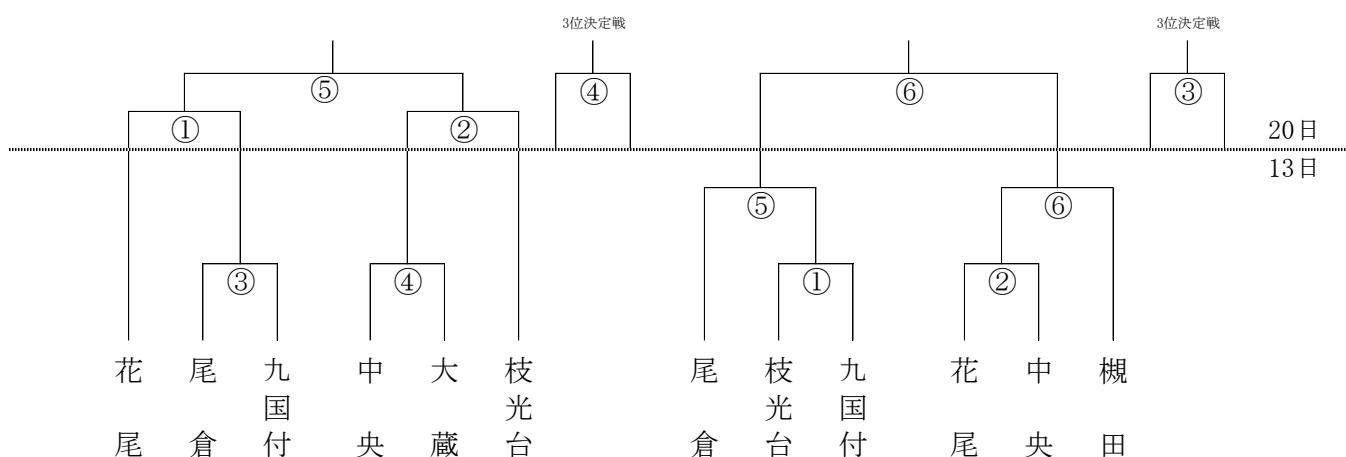 3位決定戦
3位決定戦
⑤
④
⑥
③
①
②
20日
13日
⑤
⑥
③
④
①
②
花尾
尾倉
九国付
中央
大蔵
枝光台
尾倉
枝光台
九国付
花尾
中央
槻田